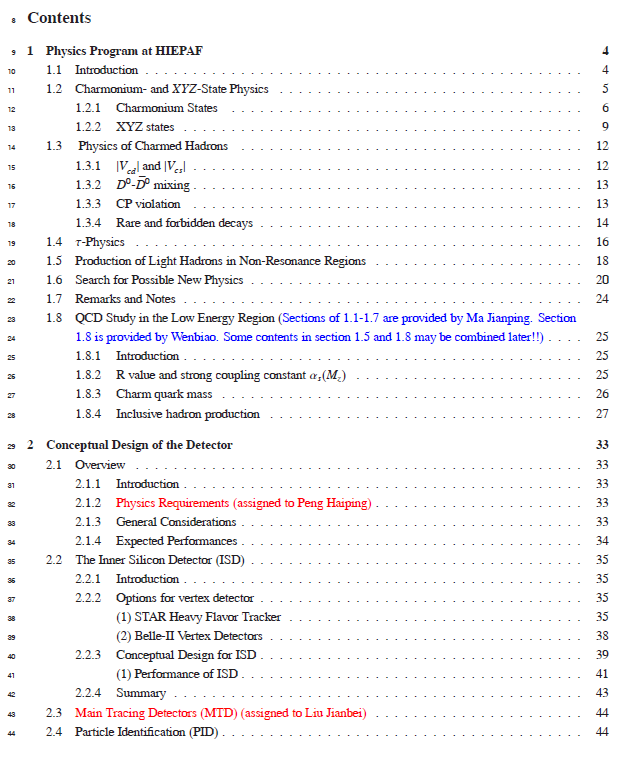 8 Contents
9 1 Physics Program at HIEPAF 4
10 1.1 Introduction . . . . . . . . . . . . . . . . . . . . 4
11 1.2 Charmonium- and XYZ-State Physics . . . . . . . . . . . . . . . . . . . . 5
12 1.2.1 Charmonium States . . . . . . . . . . . . . . . . . . . . 6
13 1.2.2 XYZ states . . . . . . . . . . . . . . . . . . . . 9
14 1.3 Physics of Charmed Hadrons . . . . . . . . . . . . . . . . . . . . 12
15 1.3.1 |V_cd| and |V_cs| . . . . . . . . . . . . . . . . . . . . 12
16 1.3.2 D⁰-D̄⁰ mixing . . . . . . . . . . . . . . . . . . . . 13
17 1.3.3 CP violation . . . . . . . . . . . . . . . . . . . . 13
18 1.3.4 Rare and forbidden decays . . . . . . . . . . . . . . . . . . . . 14
19 1.4 τ-Physics . . . . . . . . . . . . . . . . . . . . 16
20 1.5 Production of Light Hadrons in Non-Resonance Regions . . . . . . . . . . . . . . . 18
21 1.6 Search for Possible New Physics . . . . . . . . . . . . . . . . . . . . 20
22 1.7 Remarks and Notes . . . . . . . . . . . . . . . . . . . . 24
23 1.8 QCD Study in the Low Energy Region (Sections of 1.1-1.7 are provided by Ma Jianping. Section
24 1.8 is provided by Wenbiao. Some contents in section 1.5 and 1.8 may be combined later!!) . . . . 25
25 1.8.1 Introduction . . . . . . . . . . . . . . . . . . . . 25
26 1.8.2 R value and strong coupling constant α_s(M_z) . . . . . . . . . . . . . . . . . 25
27 1.8.3 Charm quark mass . . . . . . . . . . . . . . . . . . . . 26
28 1.8.4 Inclusive hadron production . . . . . . . . . . . . . . . . . . . . 27
29 2 Conceptual Design of the Detector 33
30 2.1 Overview . . . . . . . . . . . . . . . . . . . . 33
31 2.1.1 Introduction . . . . . . . . . . . . . . . . . . . . 33
32 2.1.2 Physics Requirements (assigned to Peng Haiping) . . . . . . . . . . . . . . . 33
33 2.1.3 General Considerations . . . . . . . . . . . . . . . . . . . . 33
34 2.1.4 Expected Performances . . . . . . . . . . . . . . . . . . . . 34
35 2.2 The Inner Silicon Detector (ISD) . . . . . . . . . . . . . . . . . . . . 35
36 2.2.1 Introduction . . . . . . . . . . . . . . . . . . . . 35
37 2.2.2 Options for vertex detector . . . . . . . . . . . . . . . . . . . . 35
38 (1) STAR Heavy Flavor Tracker . . . . . . . . . . . . . . . . . . . . 35
39 (2) Belle-II Vertex Detectors . . . . . . . . . . . . . . . . . . . . 38
40 2.2.3 Conceptual Design for ISD . . . . . . . . . . . . . . . . . . . . 39
41 (1) Performance of ISD . . . . . . . . . . . . . . . . . . . . 41
42 2.2.4 Summary . . . . . . . . . . . . . . . . . . . . 43
43 2.3 Main Tracing Detectors (MTD) (assigned to Liu Jianbei) . . . . . . . . . . . . . . . 44
44 2.4 Particle Identification (PID) . . . . . . . . . . . . . . . . . . . . 44